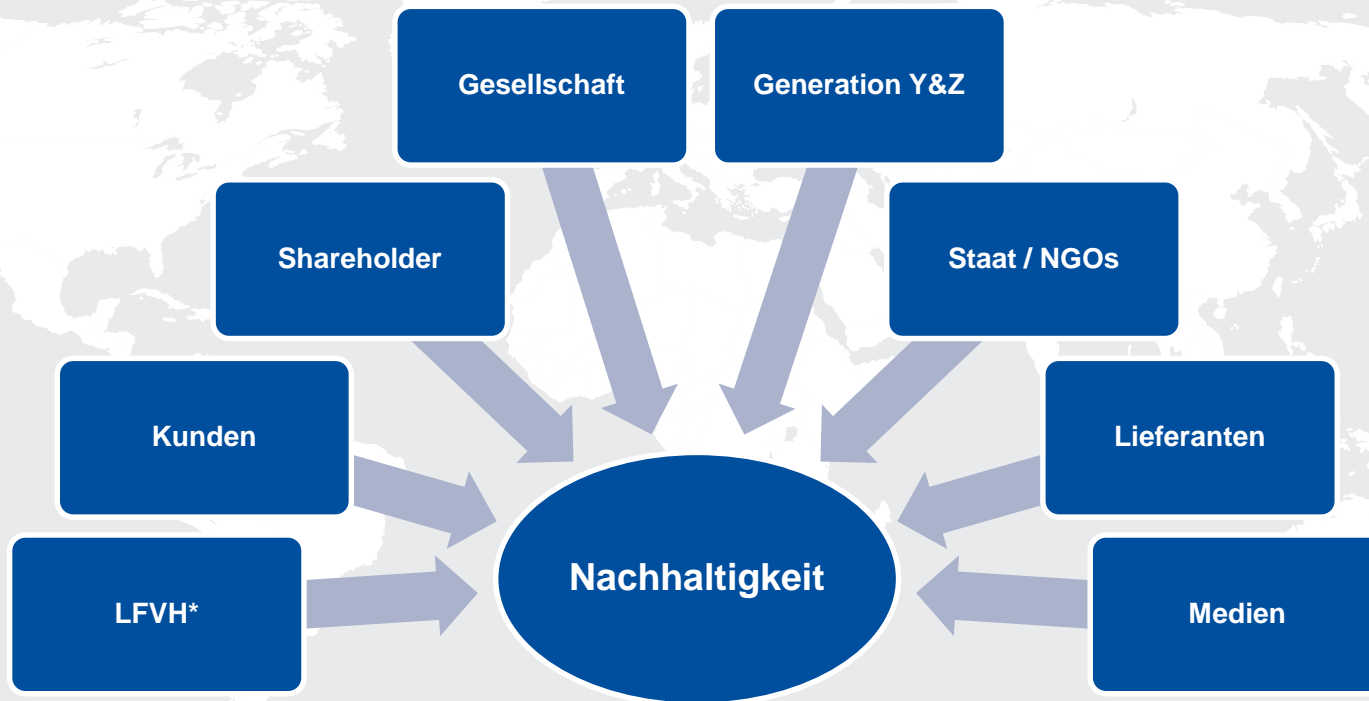 Gesellschaft
Generation Y&Z
Shareholder
Staat / NGOs
Kunden
Lieferanten
LFVH*
Nachhaltigkeit
Medien